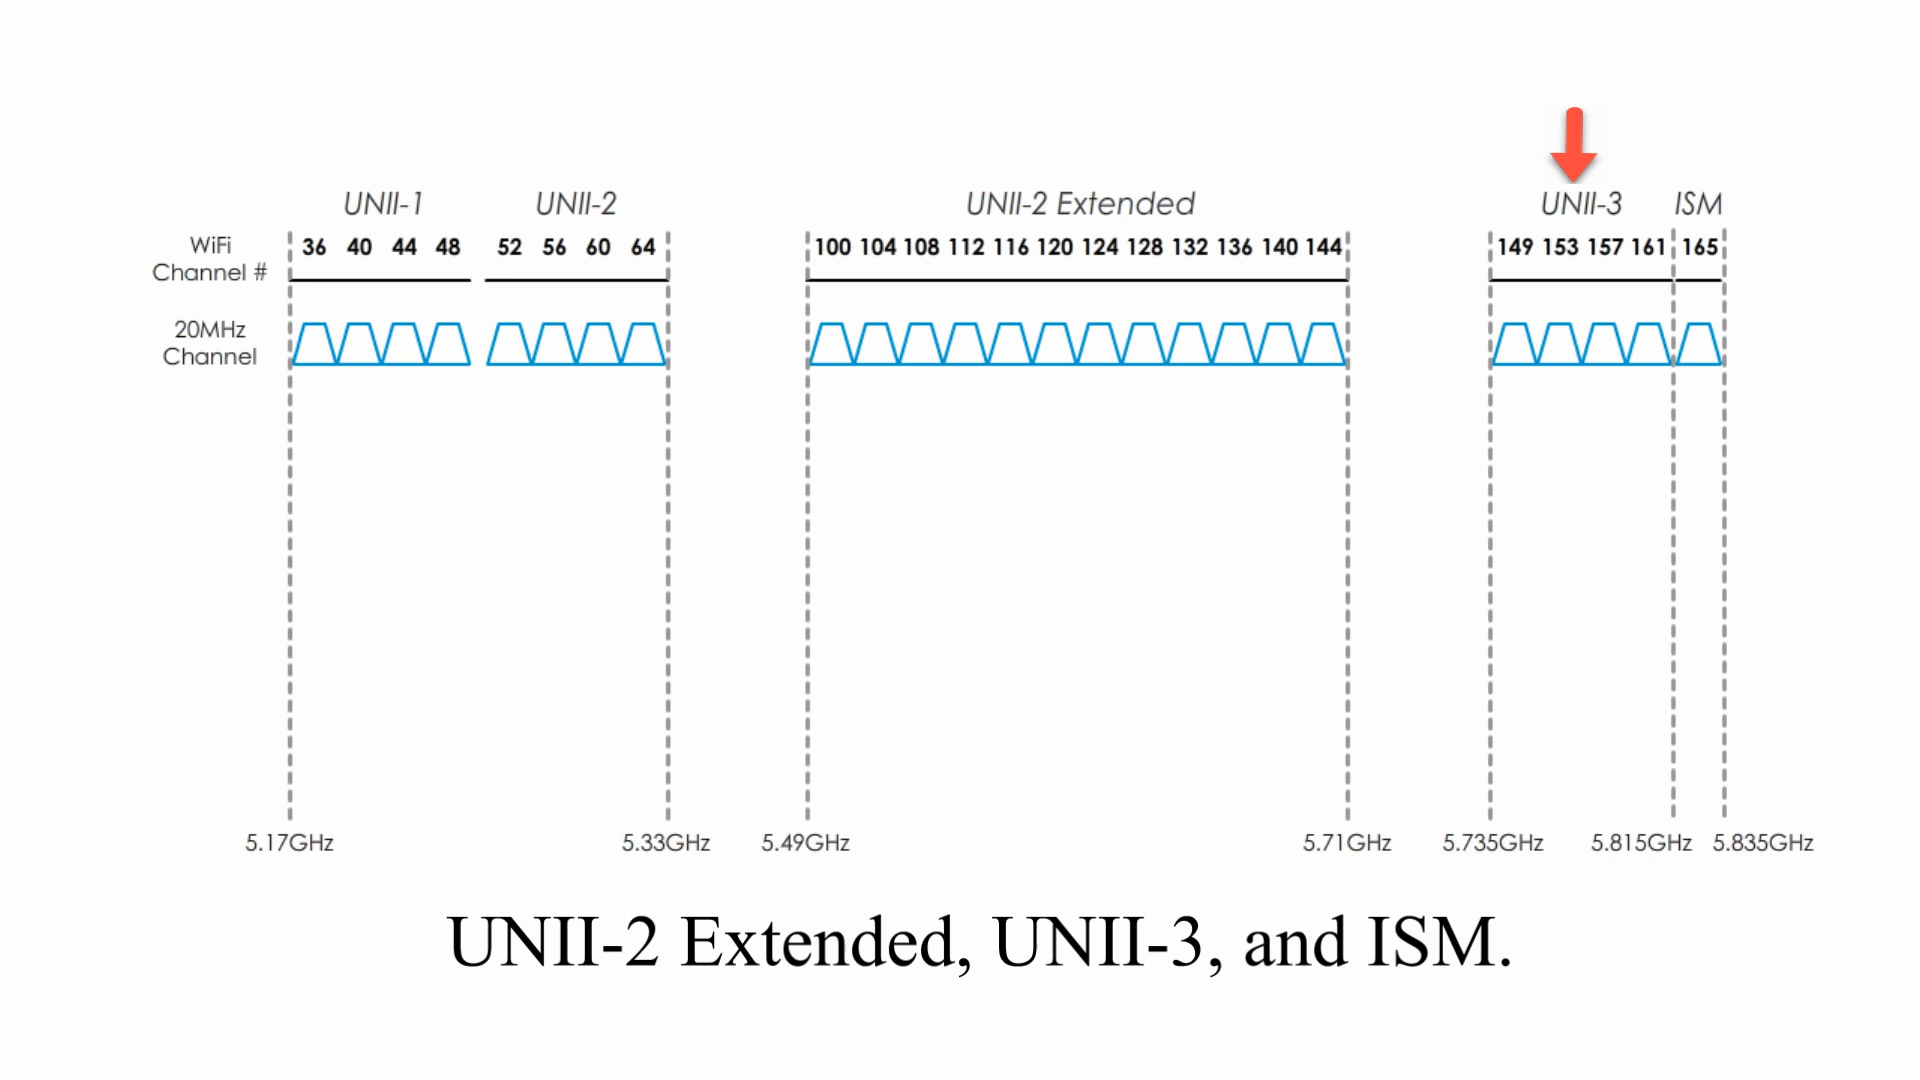 UNII-1 UNII-2 UNII-2 Extended UNII-3 ISM
WiFi Channel # 36 40 44 48 52 56 60 64 100 104 108 112 116 120 124 128 132 136 140 144 149 153 157 161 165
20MHz Channel
5.17GHz 5.33GHz 5.49GHz 5.71GHz 5.735GHz 5.815GHz 5.835GHz
UNII-2 Extended, UNII-3, and ISM.